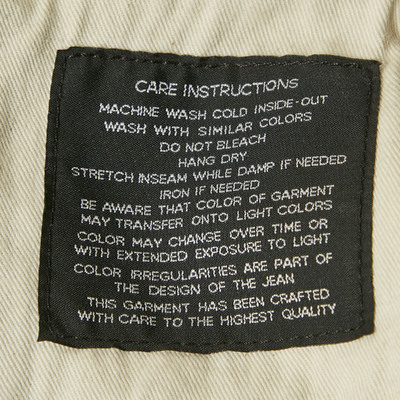 CARE INSTRUCTIONS
MACHINE WASH COLD INSIDE-OUT
WASH WITH SIMILAR COLORS
DO NOT BLEACH
HANG DRY
STRETCH INSEAM WHILE DAMP IF NEEDED
IRON IF NEEDED
BE AWARE THAT COLOR OF GARMENT
MAY TRANSFER ONTO LIGHT COLORS
COLOR MAY CHANGE OVER TIME OR
WITH EXTENDED EXPOSURE TO LIGHT
COLOR IRREGULARITIES ARE PART OF
THE DESIGN OF THE JEAN
THIS GARMENT HAS BEEN CRAFTED
WITH CARE TO THE HIGHEST QUALITY